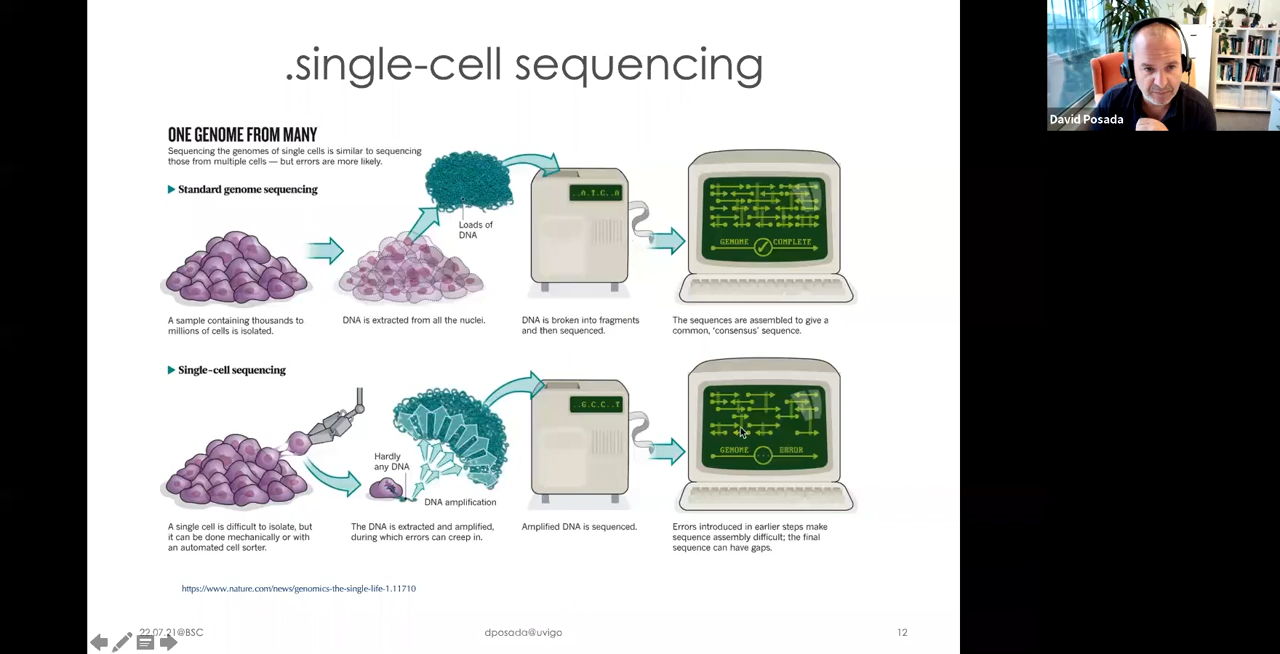 .single-cell sequencing
David Posada
ONE GENOME FROM MANY
Sequencing the genomes of single cells is similar to sequencing
those from multiple cells — but errors are more likely.
Standard genome sequencing
Loads of
DNA
..A.T.C..A
GENOME COMPLETE
A sample containing thousands to
millions of cells is isolated.
DNA is extracted from all the nuclei.
DNA is broken into fragments
and then sequenced.
The sequences are assembled to give a
common, ‘consensus’ sequence.
Single-cell sequencing
Hardly
any DNA
DNA amplification
..G.C.C..T
GENOME ... ERROR
A single cell is difficult to isolate, but
it can be done mechanically or with
an automated cell sorter.
The DNA is extracted and amplified,
during which errors can creep in.
Amplified DNA is sequenced.
Errors introduced in earlier steps make
sequence assembly difficult; the final
sequence can have gaps.
https://www.nature.com/news/genomics-the-single-life-1.11710
22.07.21@BSC
dposada@uvigo
12